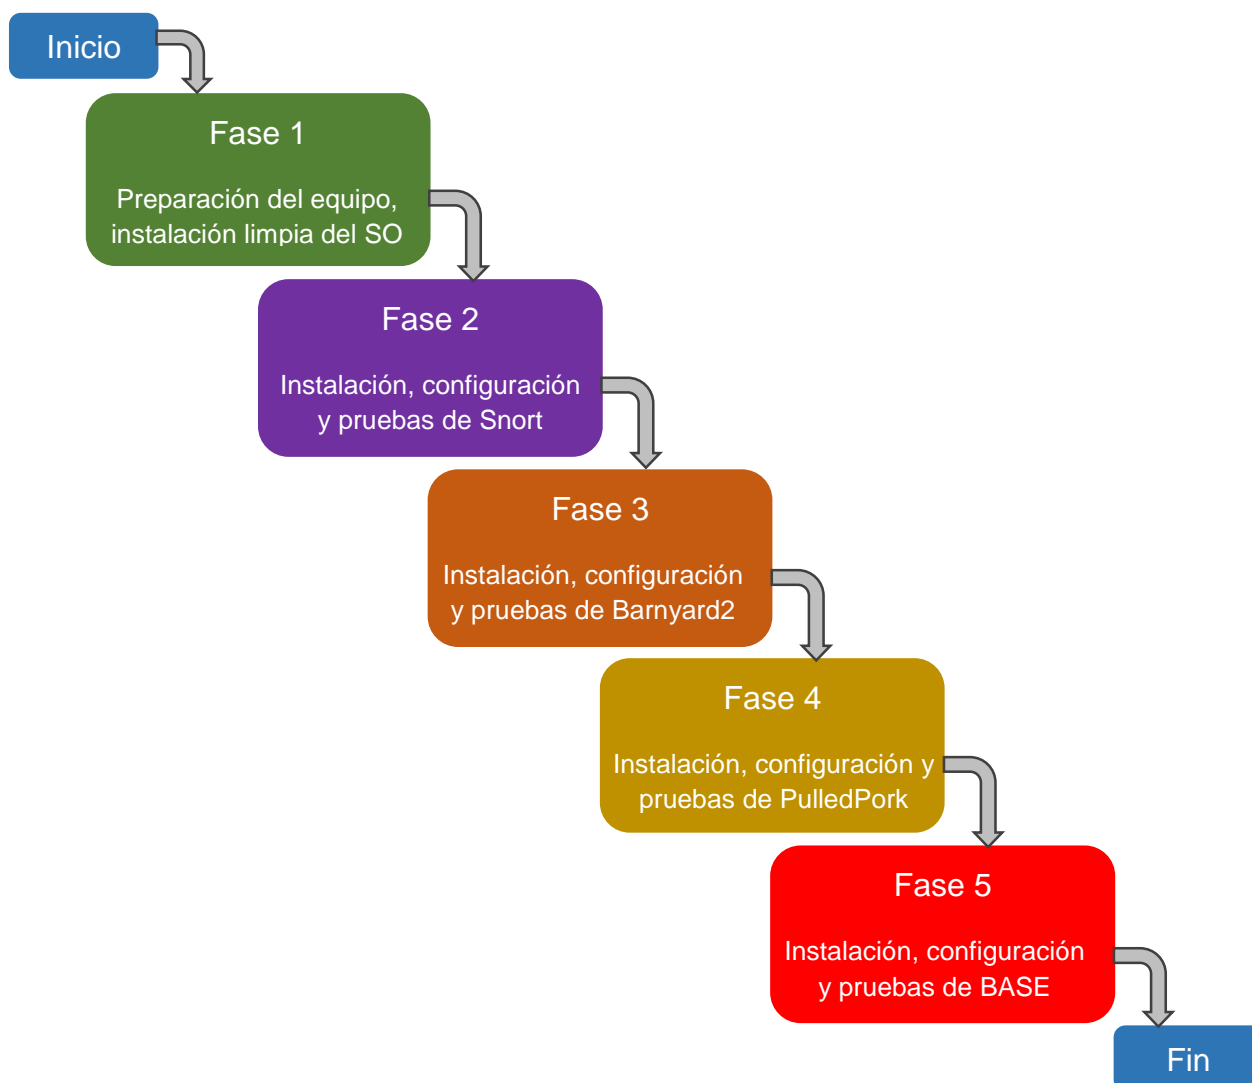 Inicio
Fase 1
Preparación del equipo,
instalación limpia del SO
Fase 2
Instalación, configuración
y pruebas de Snort
Fase 3
Instalación, configuración
y pruebas de Barnyard2
Fase 4
Instalación, configuración y
pruebas de PulledPork
Fase 5
Instalación, configuración
y pruebas de BASE
Fin